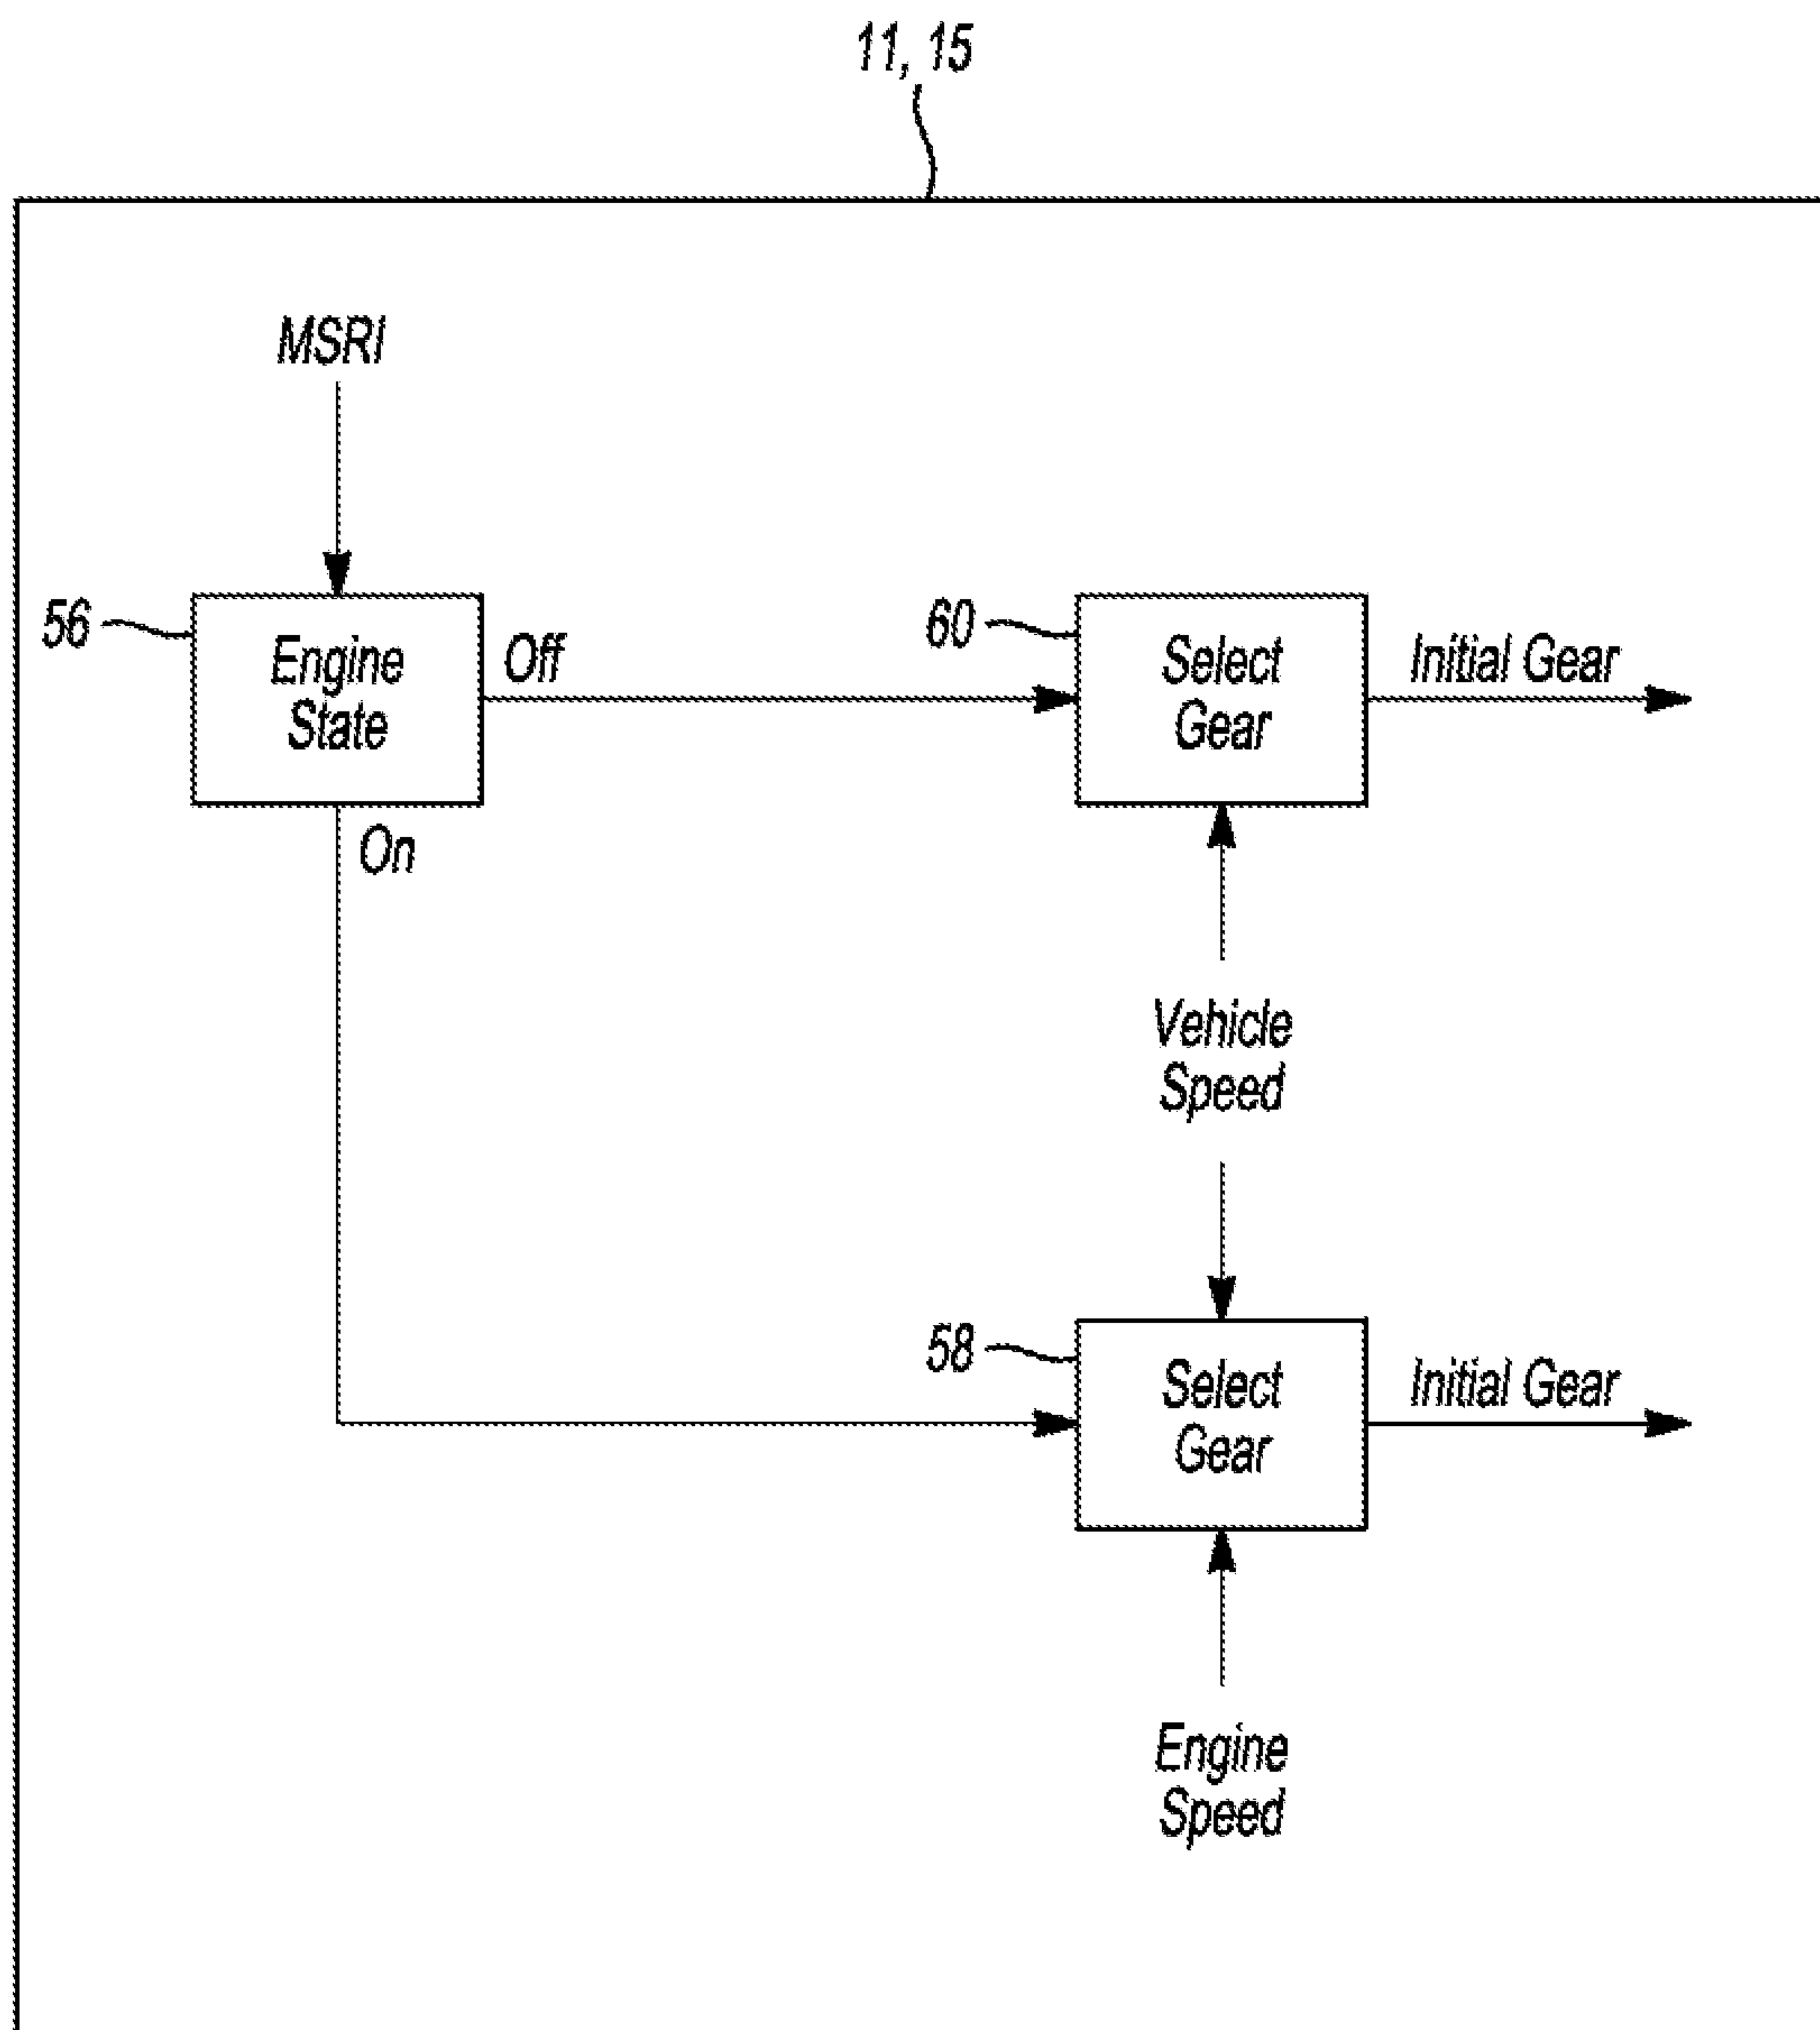 11, 15
MSRI
56
Engine
State
Off
On
60
Select
Gear
Initial Gear
Vehicle
Speed
58
Select
Gear
Initial Gear
Engine
Speed